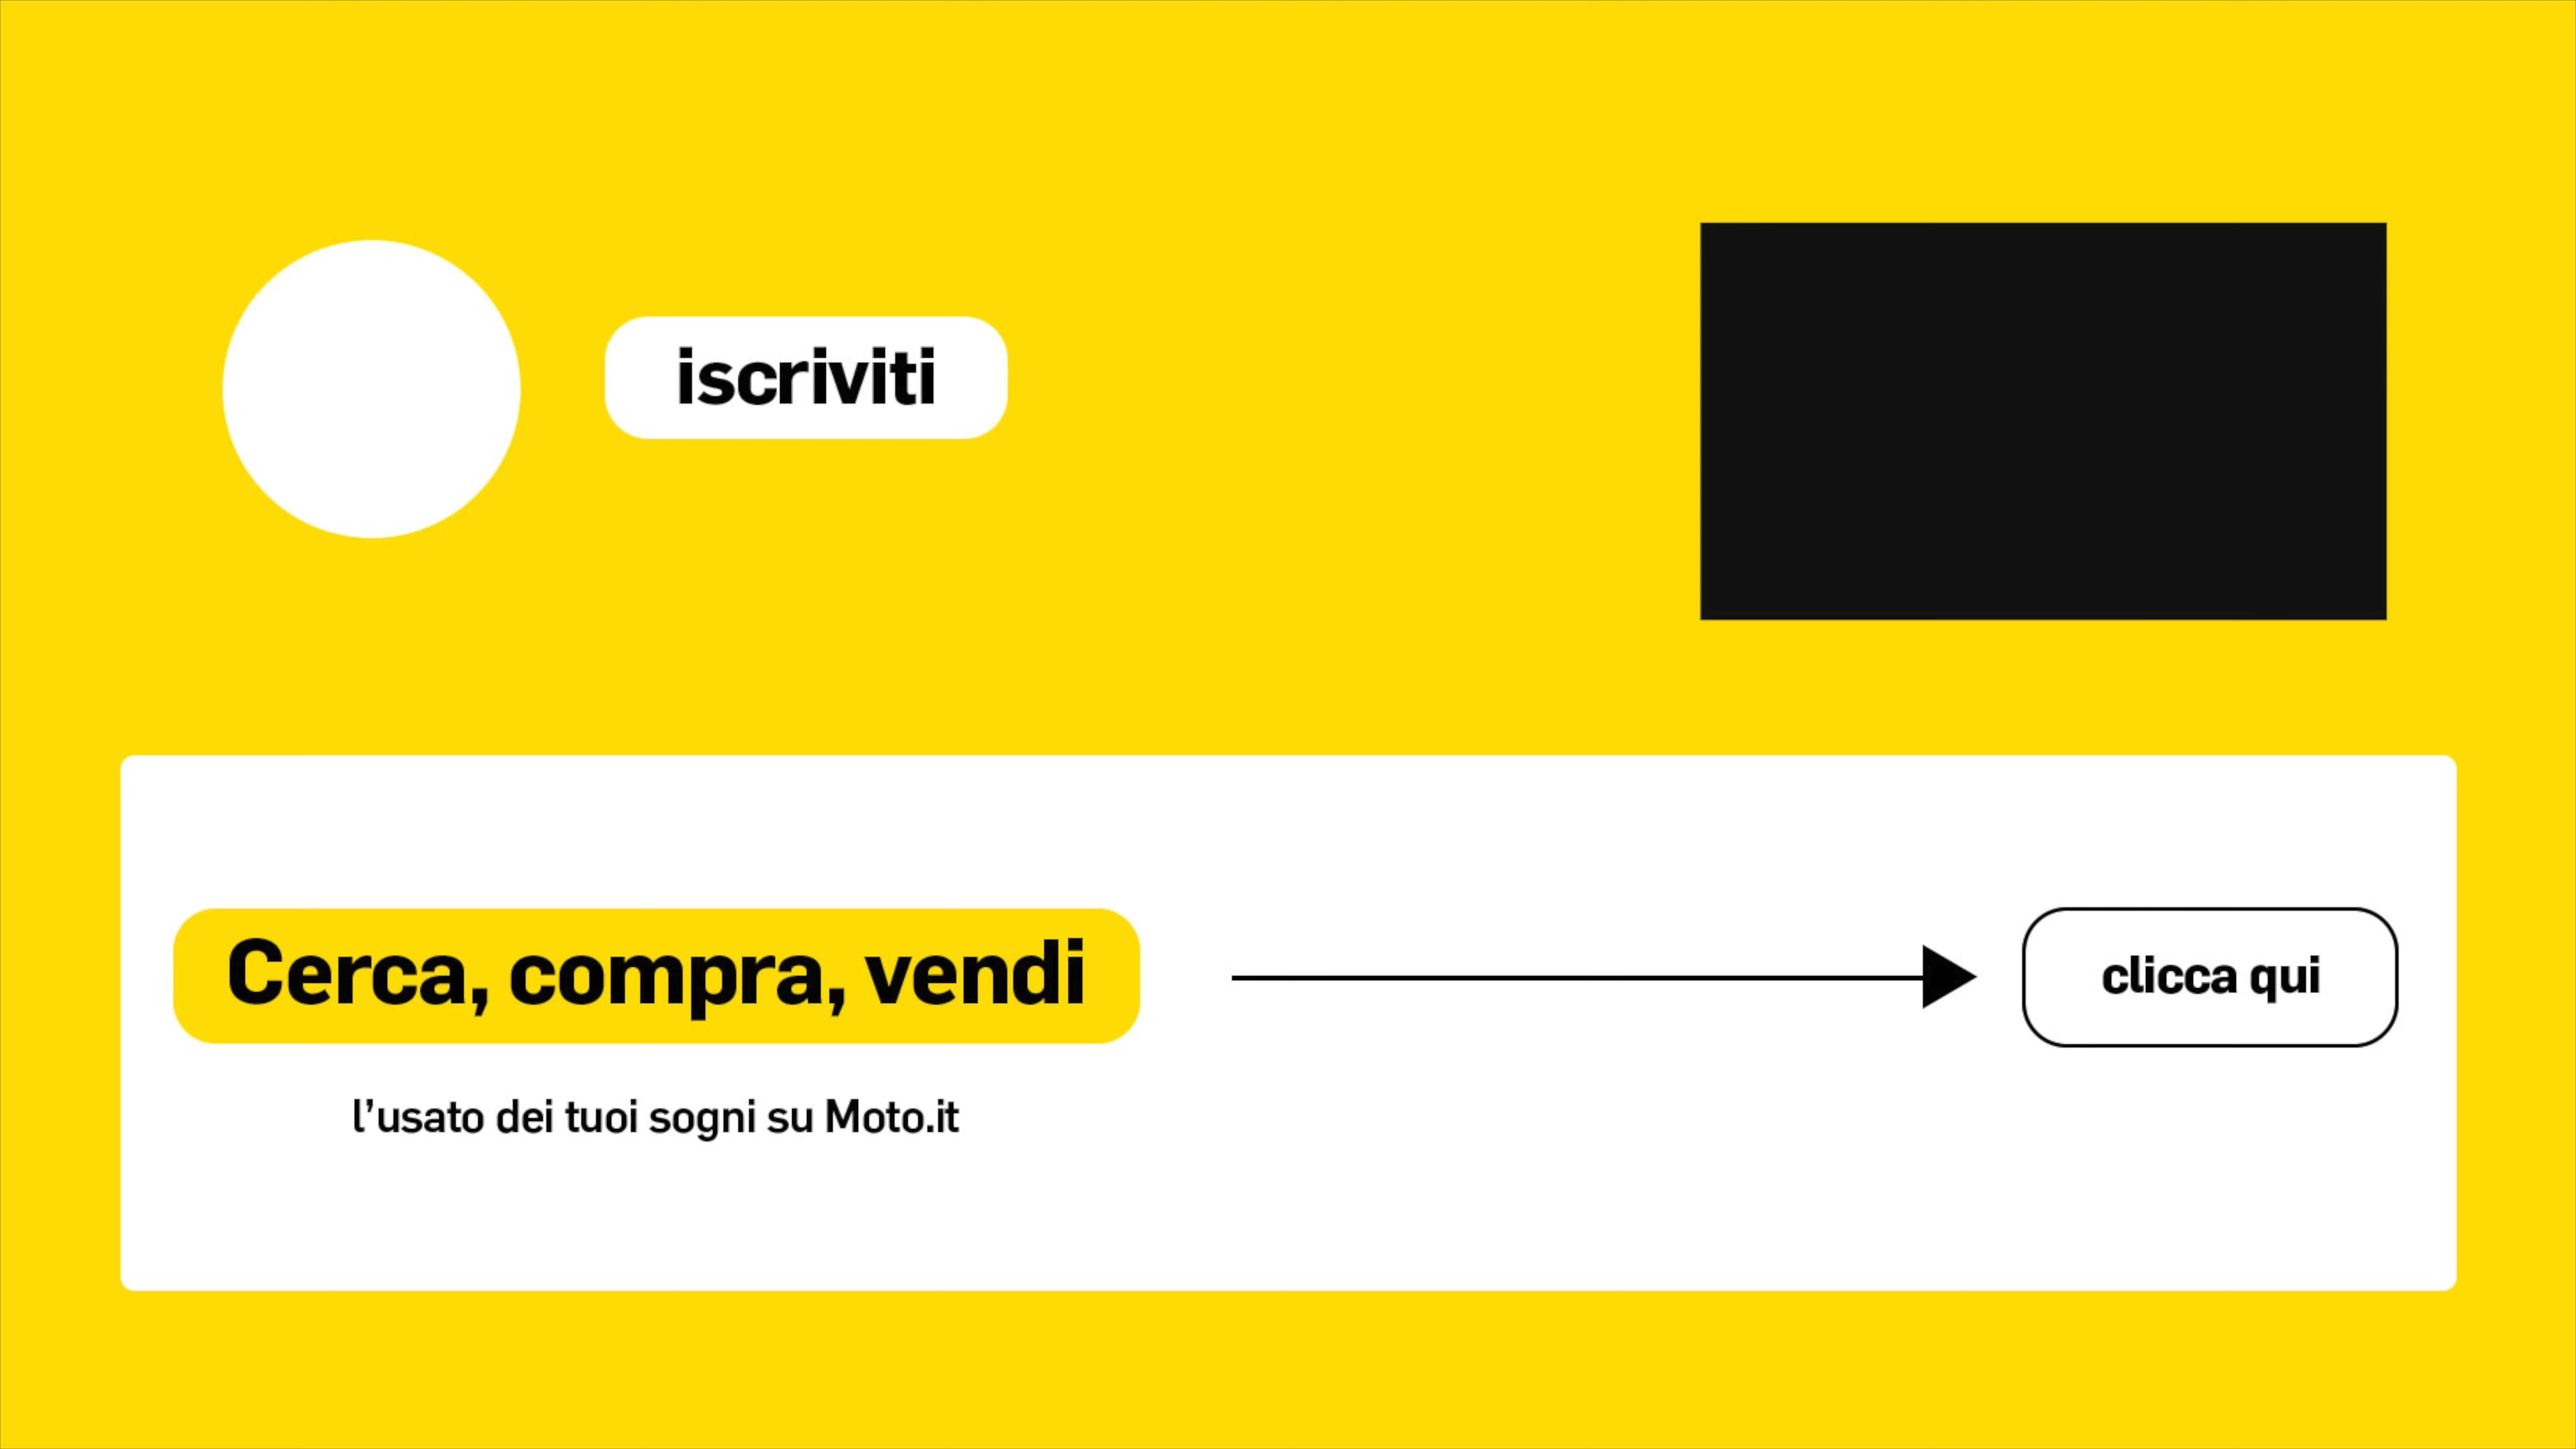 iscriviti
Cerca, compra, vendi
clicca qui
l’usato dei tuoi sogni su Moto.it